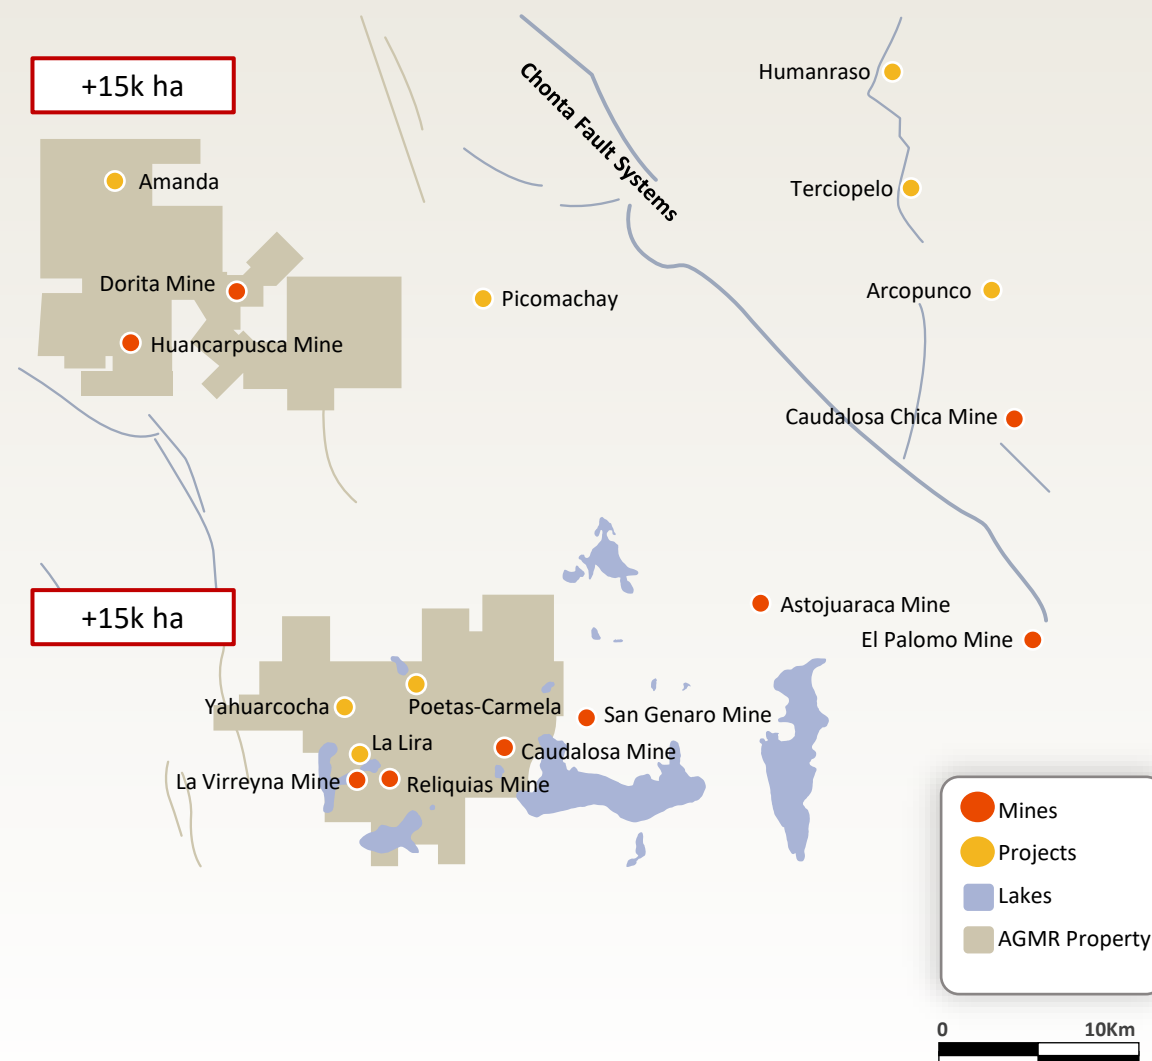 +15k ha
Humanraso
Chonta Fault Systems
Amanda
Terciopelo
Dorita Mine
Picomachay
Arcopunco
Huancarpusca Mine
Caudalosa Chica Mine
+15k ha
Astojuaraca Mine
El Palomo Mine
Yahuarcocha
Poetas-Carmela
San Genaro Mine
La Lira
Caudalosa Mine
La Virreyna Mine
Reliquias Mine
Mines
Projects
Lakes
AGMR Property
0 10Km